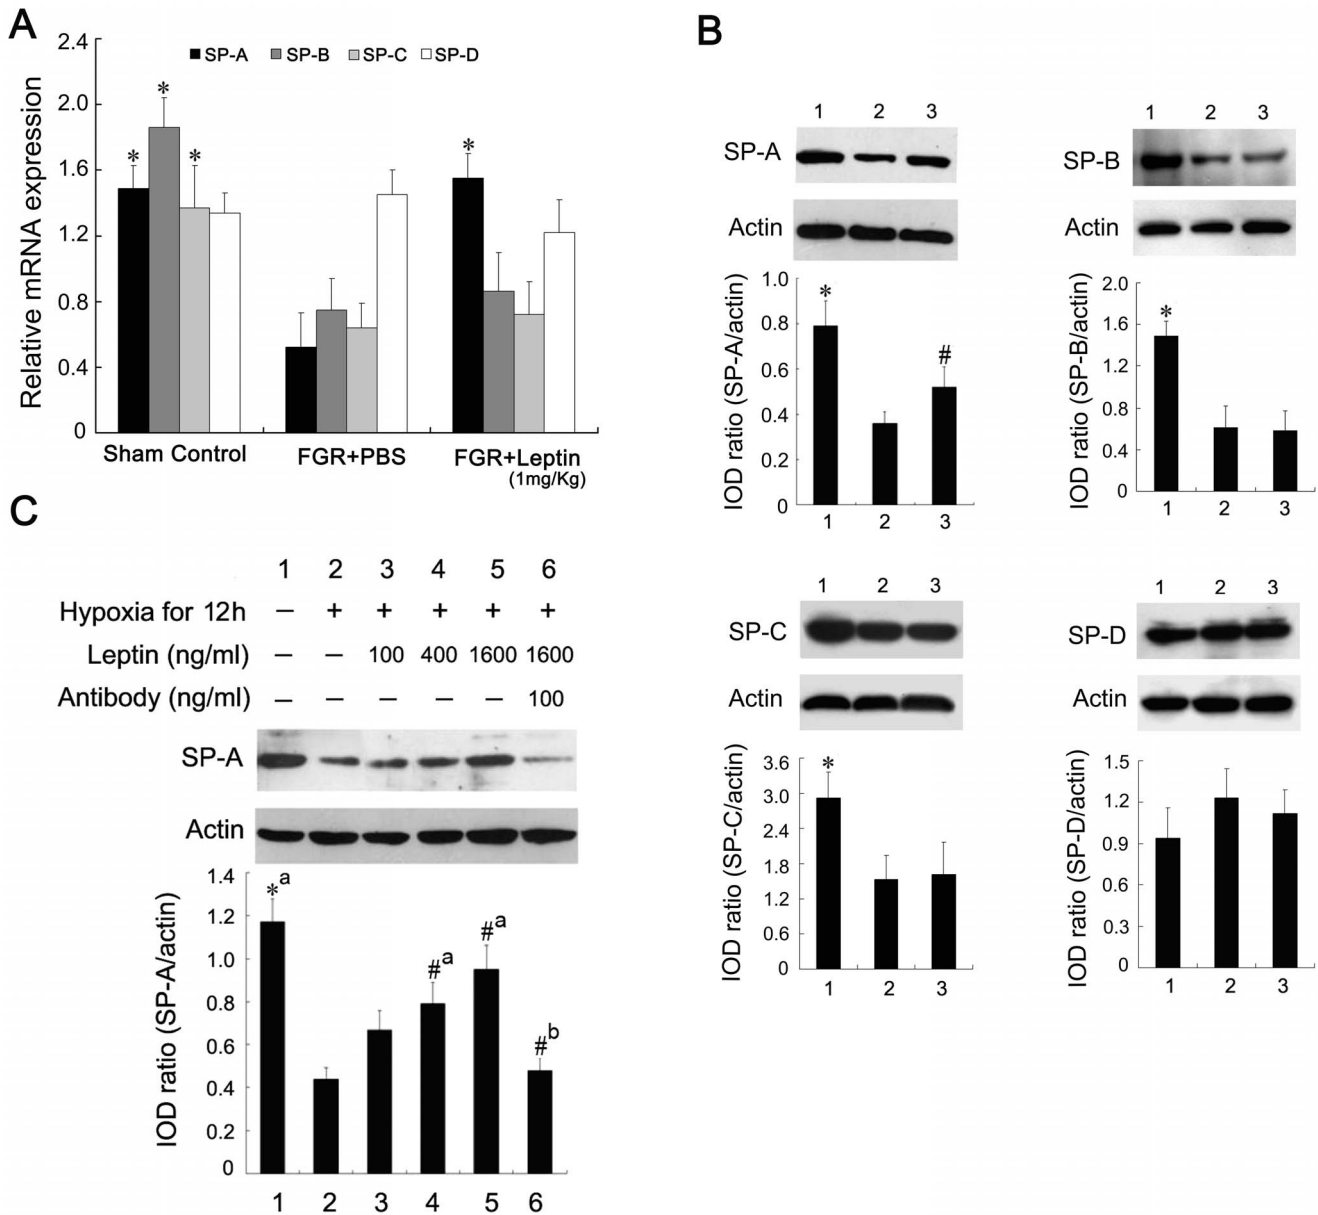 A
2.4
2.0
1.6
1.2
0.8
0.4
0
Relative mRNA expression
SP-A SP-B SP-C SP-D
* * * *
Sham Control FGR+PBS FGR+Leptin
(1mg/Kg)
B
1 2 3
SP-A
Actin
IOD ratio (SP-A/actin)
1.0
0.8
0.6
0.4
0.2
0
* #
1 2 3
1 2 3
SP-B
Actin
IOD ratio (SP-B/actin)
2.0
1.6
1.2
0.8
0.4
0
*
1 2 3
1 2 3
SP-C
Actin
IOD ratio (SP-C/actin)
3.6
3.0
2.4
1.8
1.2
0.6
0
*
1 2 3
1 2 3
SP-D
Actin
IOD ratio (SP-D/actin)
1.5
1.2
0.9
0.6
0.3
0
1 2 3
C
1 2 3 4 5 6
Hypoxia for 12h – + + + + +
Leptin (ng/ml) – – 100 400 1600 1600
Antibody (ng/ml) – – – – – 100
SP-A
Actin
IOD ratio (SP-A/actin)
1.4
1.2
1.0
0.8
0.6
0.4
0.2
0
*a #a #a #b
1 2 3 4 5 6